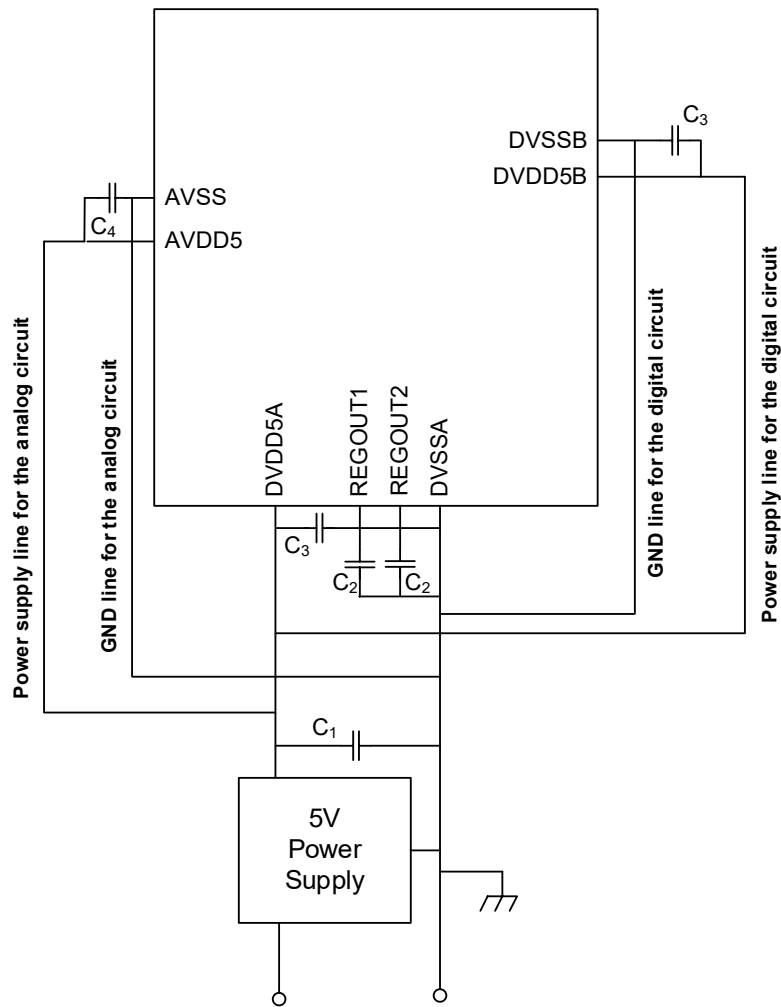 C3
DVSSB
DVDD5B
AVSS
C4
AVDD5
Power supply line for the analog circuit
GND line for the analog circuit
GND line for the digital circuit
Power supply line for the digital circuit
DVDD5A
REGOUT1
REGOUT2
DVSSA
C3
C2
C2
C1
5V
Power
Supply